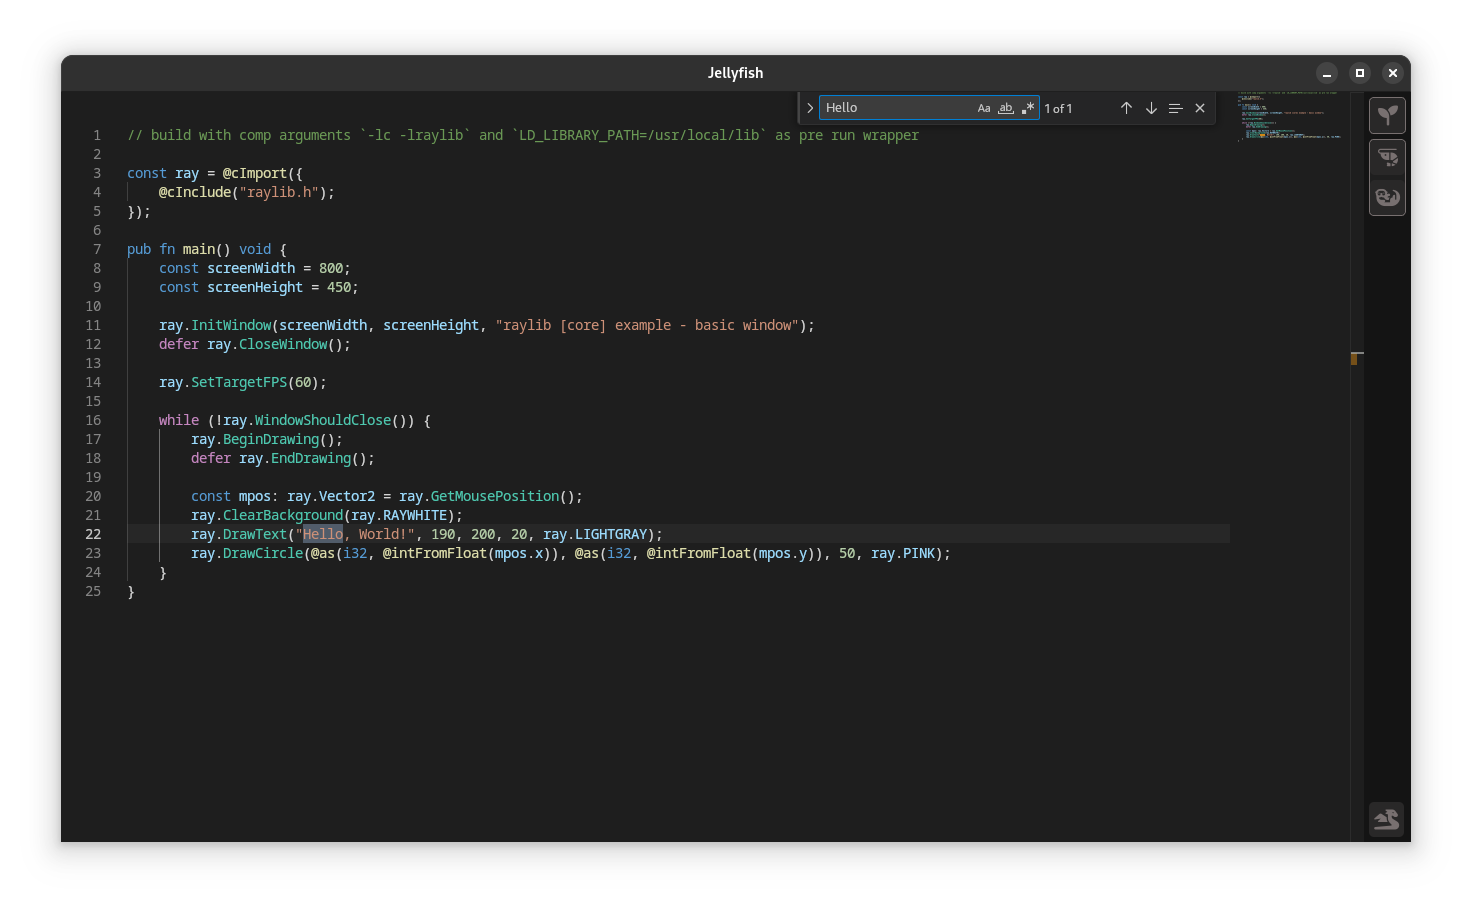 Jellyfish
Hello Aa ab .* 1 of 1
1 // build with comp arguments `-lc -lraylib` and `LD_LIBRARY_PATH=/usr/local/lib` as pre run wrapper
2
3 const ray = @cImport({
4     @cInclude("raylib.h");
5 });
6
7 pub fn main() void {
8     const screenWidth = 800;
9     const screenHeight = 450;
10
11     ray.InitWindow(screenWidth, screenHeight, "raylib [core] example - basic window");
12     defer ray.CloseWindow();
13
14     ray.SetTargetFPS(60);
15
16     while (!ray.WindowShouldClose()) {
17         ray.BeginDrawing();
18         defer ray.EndDrawing();
19
20         const mpos: ray.Vector2 = ray.GetMousePosition();
21         ray.ClearBackground(ray.RAYWHITE);
22         ray.DrawText("Hello, World!", 190, 200, 20, ray.LIGHTGRAY);
23         ray.DrawCircle(@as(i32, @intFromFloat(mpos.x)), @as(i32, @intFromFloat(mpos.y)), 50, ray.PINK);
24     }
25 }